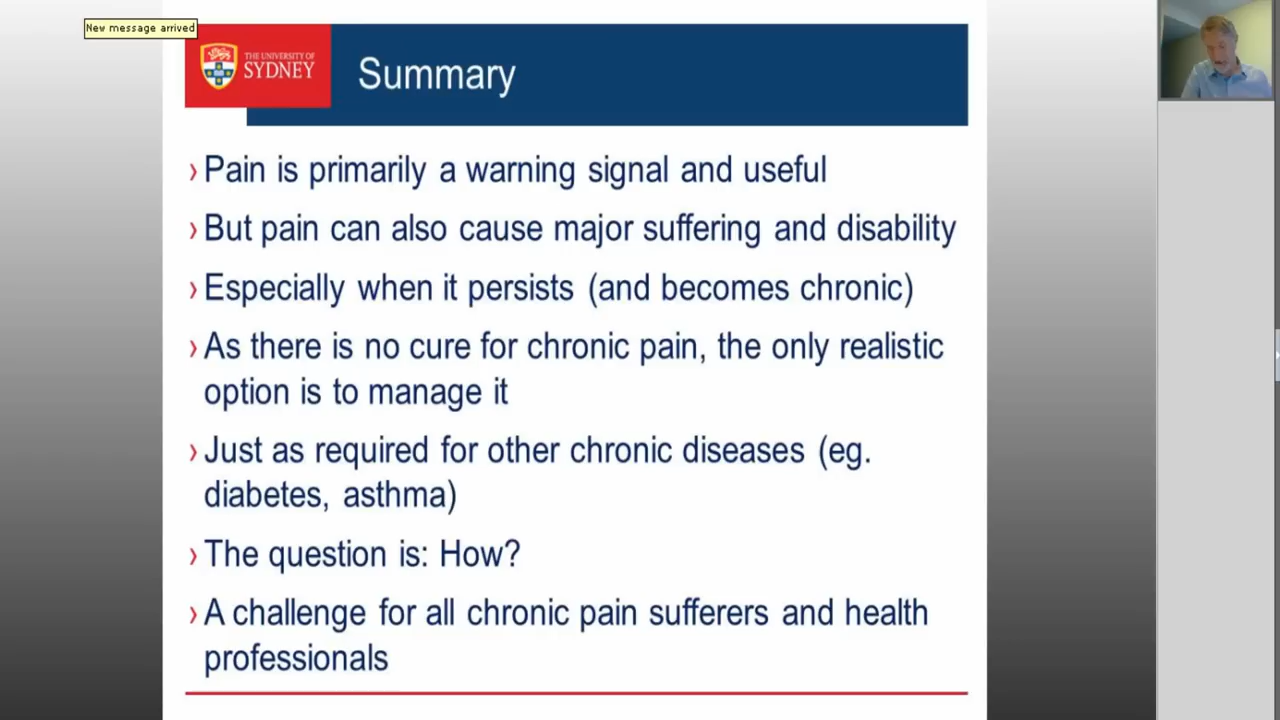 New message arrived
THE UNIVERSITY OF
SYDNEY
Summary
› Pain is primarily a warning signal and useful
› But pain can also cause major suffering and disability
› Especially when it persists (and becomes chronic)
› As there is no cure for chronic pain, the only realistic
option is to manage it
› Just as required for other chronic diseases (eg.
diabetes, asthma)
› The question is: How?
› A challenge for all chronic pain sufferers and health
professionals